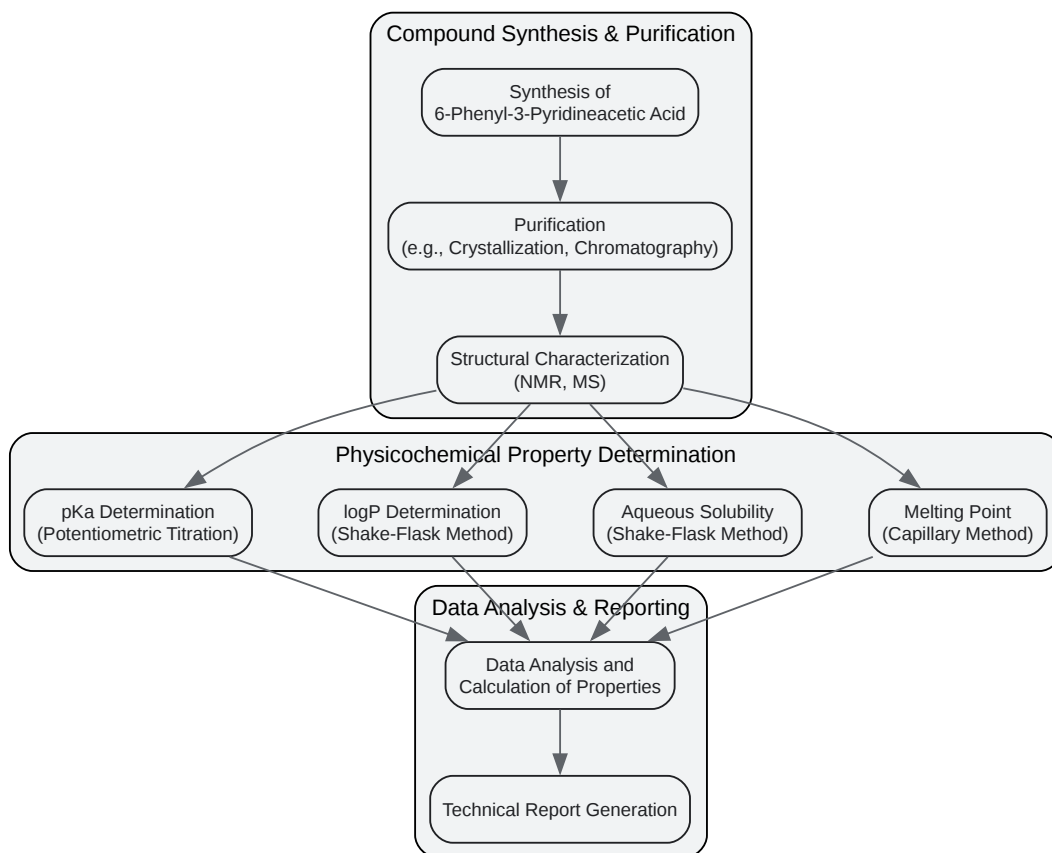 Compound Synthesis & Purification
Synthesis of
6-Phenyl-3-Pyridineacetic Acid
Purification
(e.g., Crystallization, Chromatography)
Structural Characterization
(NMR, MS)
Physicochemical Property Determination
pKa Determination
(Potentiometric Titration)
logP Determination
(Shake-Flask Method)
Aqueous Solubility
(Shake-Flask Method)
Melting Point
(Capillary Method)
Data Analysis & Reporting
Data Analysis and
Calculation of Properties
Technical Report Generation